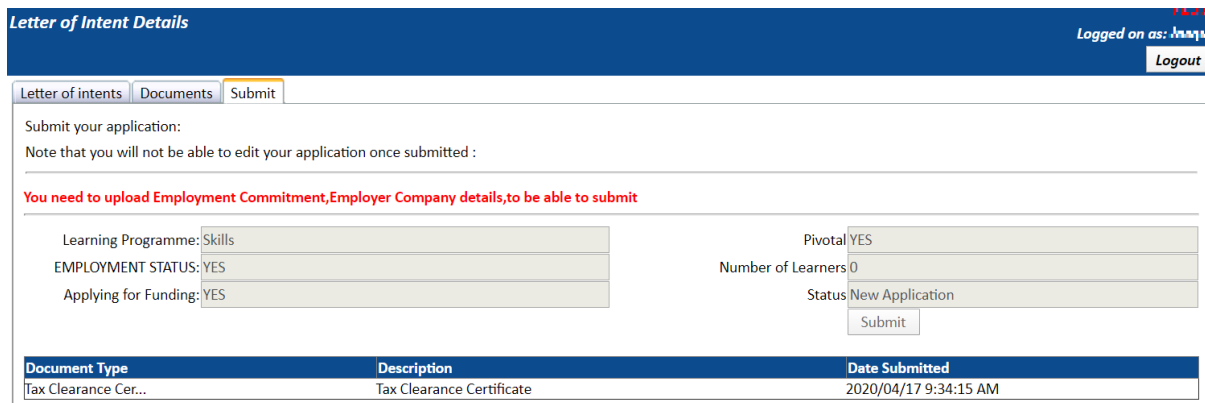 Letter of Intent Details
Logged on as:
Logout
Letter of intents Documents Submit
Submit your application:
Note that you will not be able to edit your application once submitted :
You need to upload Employment Commitment,Employer Company details,to be able to submit
Learning Programme: Skills Pivotal YES
EMPLOYMENT STATUS: YES Number of Learners 0
Applying for Funding: YES Status New Application
Submit
Document Type Description Date Submitted
Tax Clearance Cer... Tax Clearance Certificate 2020/04/17 9:34:15 AM